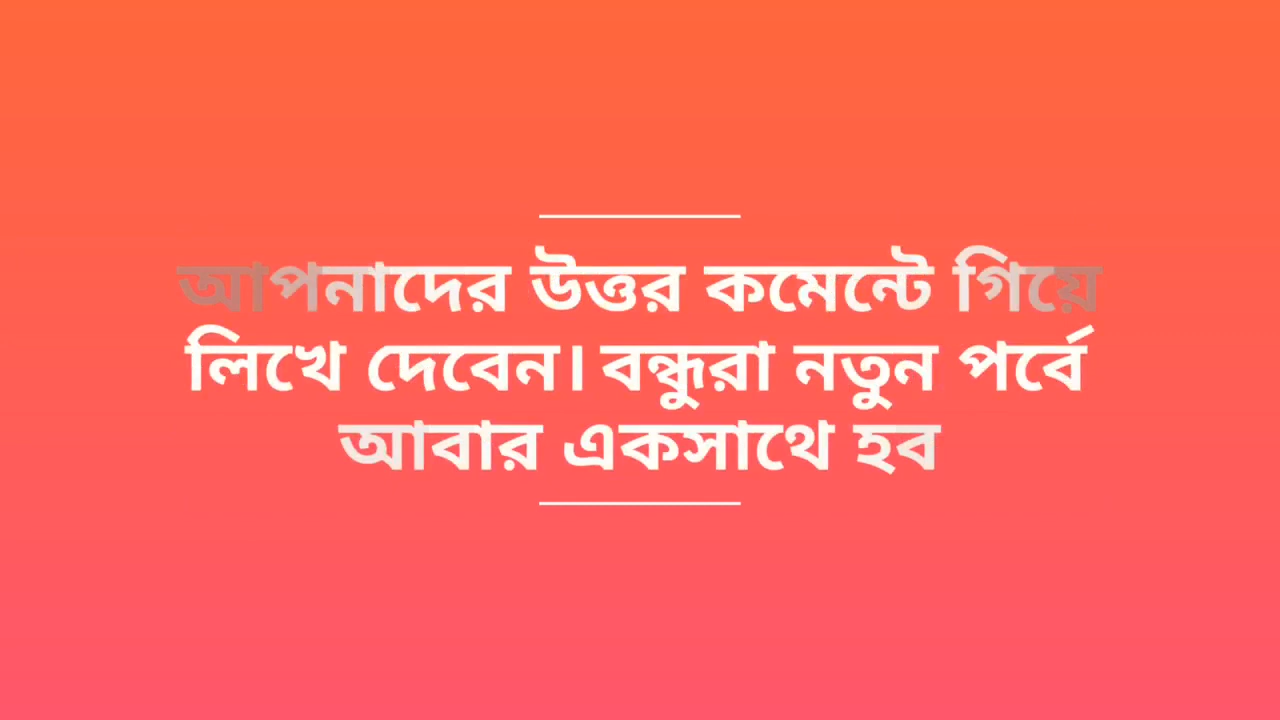 আপনাদের উত্তর কমেন্টে গিয়ে
লিখে দেবেন। বন্ধুরা নতুন পর্বে
আবার একসাথে হব